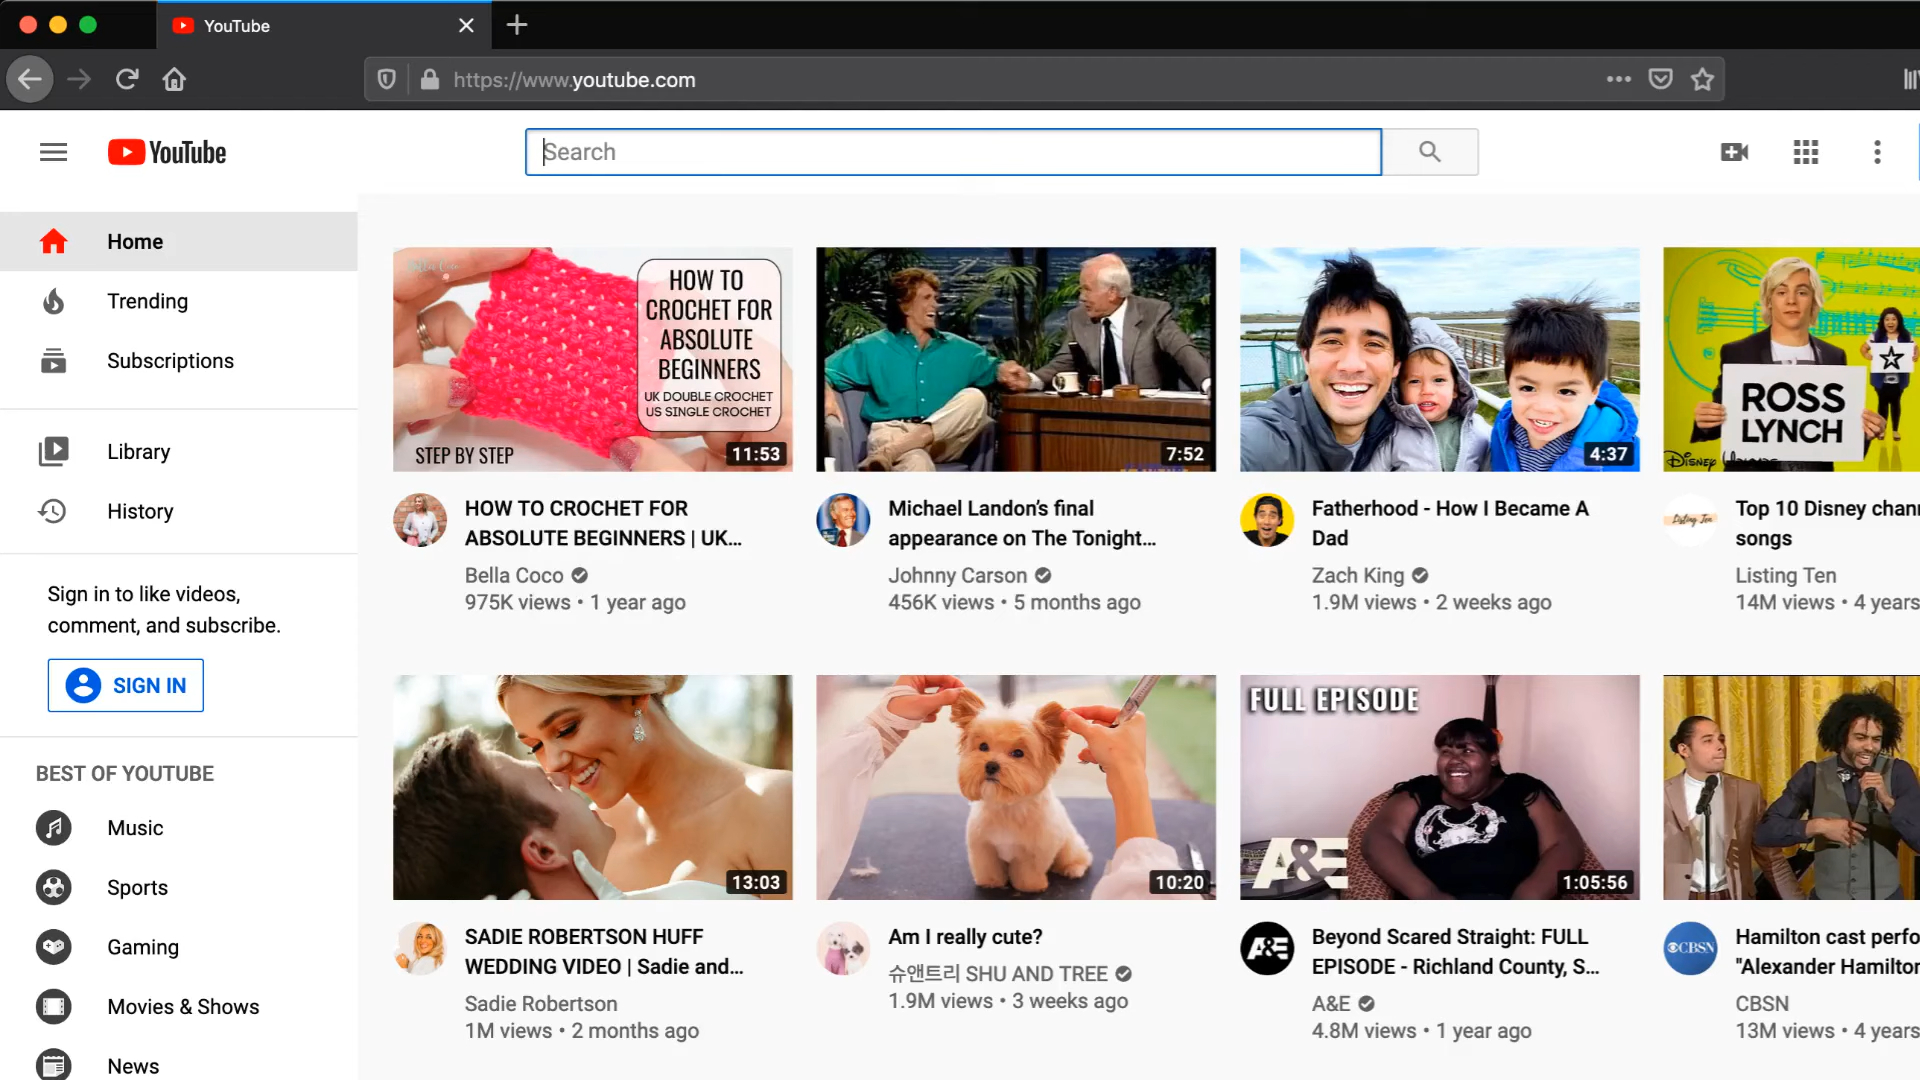 YouTube
https://www.youtube.com
YouTube
Search
Home
Trending
Subscriptions
Library
History
Sign in to like videos,
comment, and subscribe.
SIGN IN
BEST OF YOUTUBE
Music
Sports
Gaming
Movies & Shows
News
HOW TO
CROCHET FOR
ABSOLUTE
BEGINNERS
UK DOUBLE CROCHET
US SINGLE CROCHET
STEP BY STEP
11:53
HOW TO CROCHET FOR
ABSOLUTE BEGINNERS | UK...
Bella Coco
975K views • 1 year ago
7:52
Michael Landon’s final
appearance on The Tonight...
Johnny Carson
456K views • 5 months ago
4:37
Fatherhood - How I Became A
Dad
Zach King
1.9M views • 2 weeks ago
ROSS
LYNCH
Disney
Listing Ten
Top 10 Disney chann
songs
Listing Ten
14M views • 4 years
13:03
SADIE ROBERTSON HUFF
WEDDING VIDEO | Sadie and...
Sadie Robertson
1M views • 2 months ago
10:20
Am I really cute?
슈앤트리 SHU AND TREE
1.9M views • 3 weeks ago
FULL EPISODE
A&E
1:05:56
A&E
Beyond Scared Straight: FULL
EPISODE - Richland County, S...
A&E
4.8M views • 1 year ago
CBSN
Hamilton cast perfo
"Alexander Hamilton
CBSN
13M views • 4 years